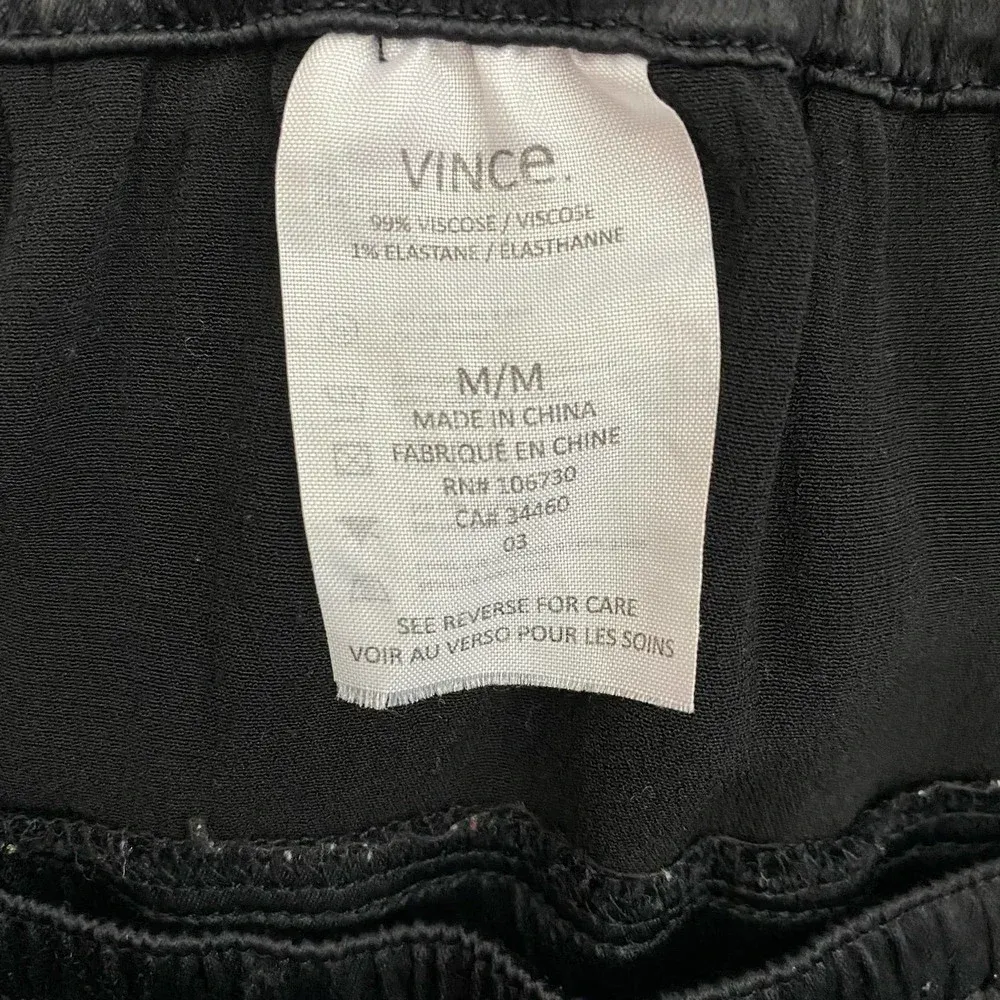 VINCe.
99% VISCOSE / VISCOSE
1% ELASTANE / ÉLASTHANNE
M/M
MADE IN CHINA
FABRIQUÉ EN CHINE
RN# 106730
CA# 34460
03
SEE REVERSE FOR CARE
VOIR AU VERSO POUR LES SOINS